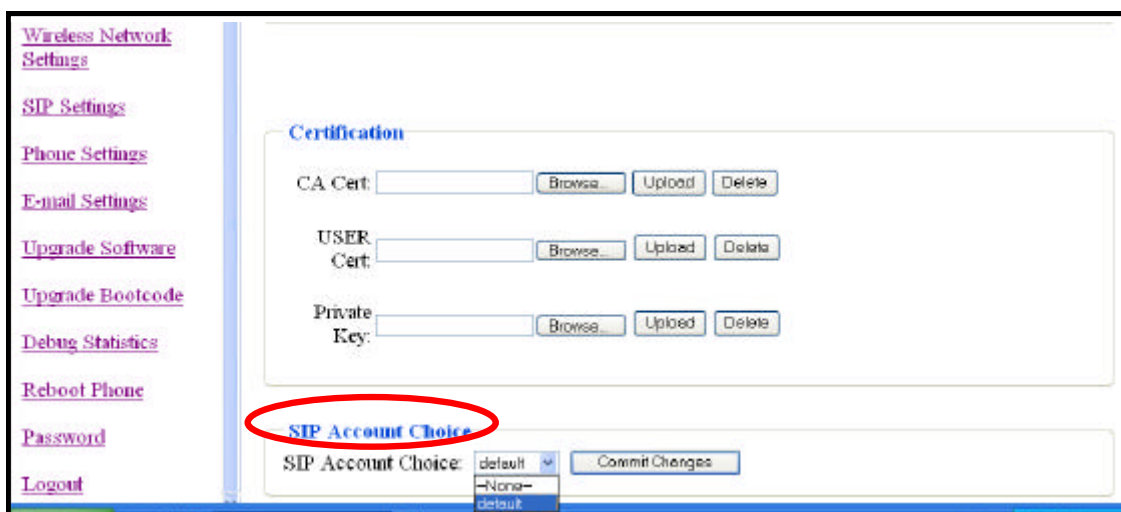 Wireless Network
Settings
SIP Settings
Phone Settings
E-mail Settings
Upgrade Software
Upgrade Bootcode
Debug Statistics
Reboot Phone
Password
Logout
Certification
CA Cert: Browse... Upload Delete
USER
Cert: Browse... Upload Delete
Private
Key: Browse... Upload Delete
SIP Account Choice
SIP Account Choice: default Commit Changes
--None--
default